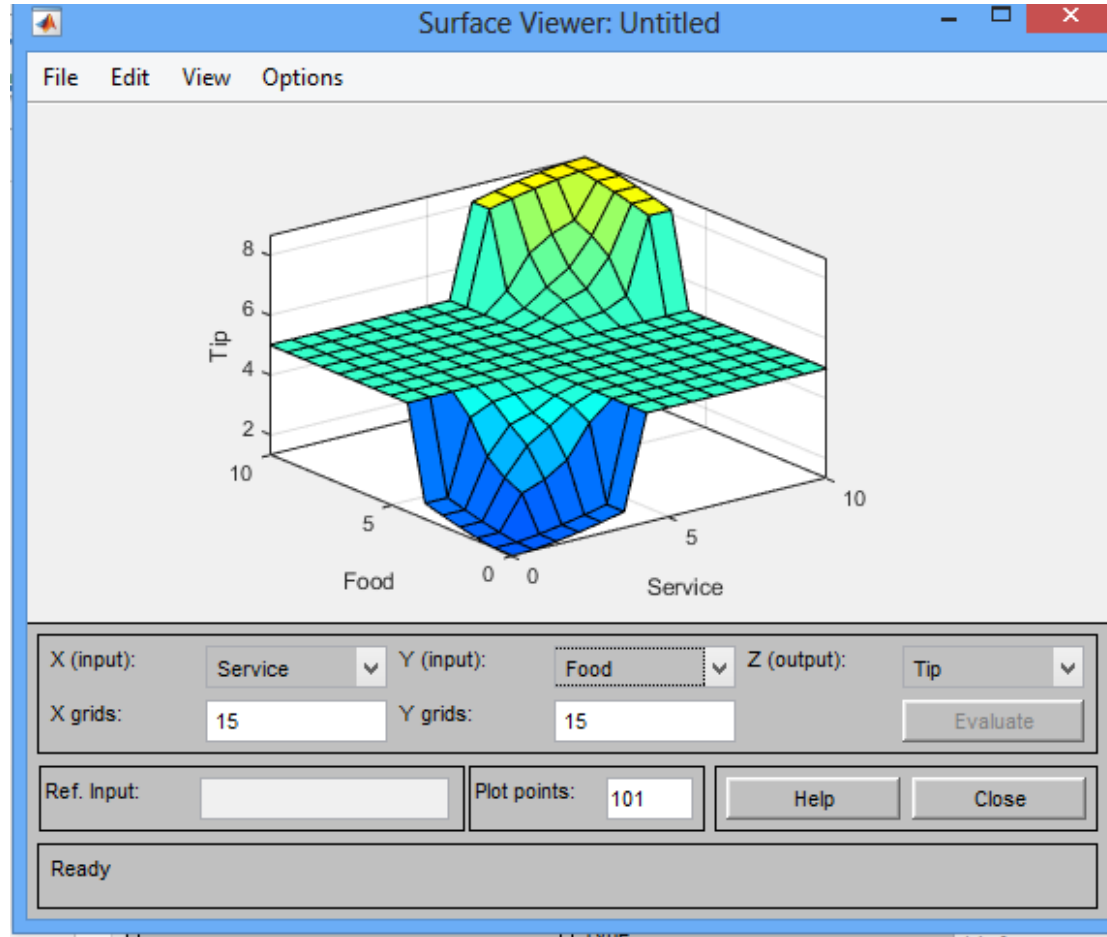 Surface Viewer: Untitled
File Edit View Options
8
6
4
2
Tip
10
5
0
Food
0
5
10
Service
X (input): Service Y (input): Food Z (output): Tip
X grids: 15 Y grids: 15 Evaluate
Ref. Input: Plot points: 101 Help Close
Ready